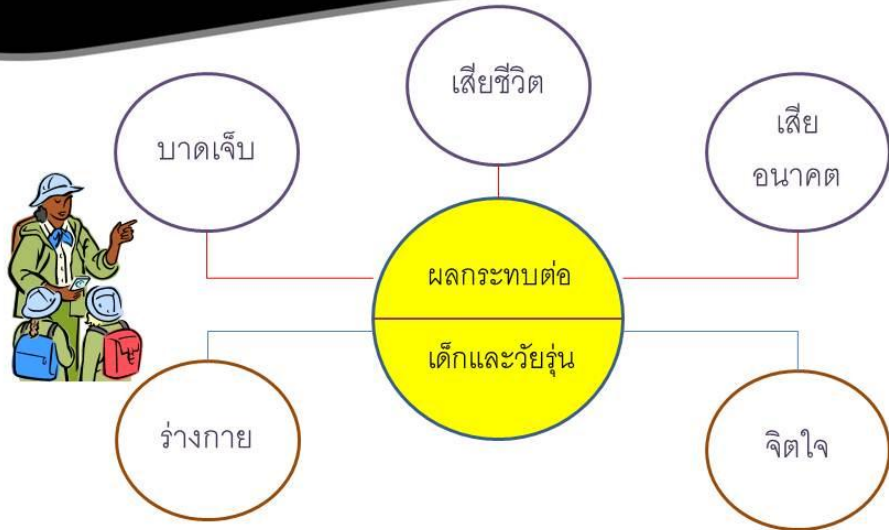 เสียชีวิต
บาดเจ็บ
เสีย
อนาคต
ผลกระทบต่อ
เด็กและวัยรุ่น
ร่างกาย
จิตใจ